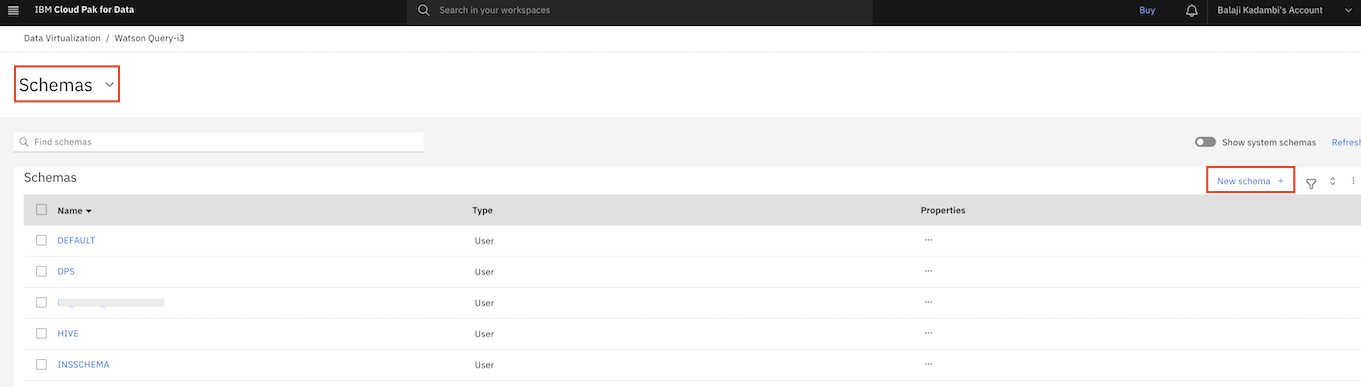 IBM Cloud Pak for Data Search in your workspaces Buy Balaji Kadambi's Account
Data Virtualization / Watson Query-i3
Schemas
Find schemas Show system schemas Refresh
Schemas New schema +
Name Type Properties
DEFAULT User ...
DPS User ...
User ...
HIVE User ...
INSSCHEMA User ...